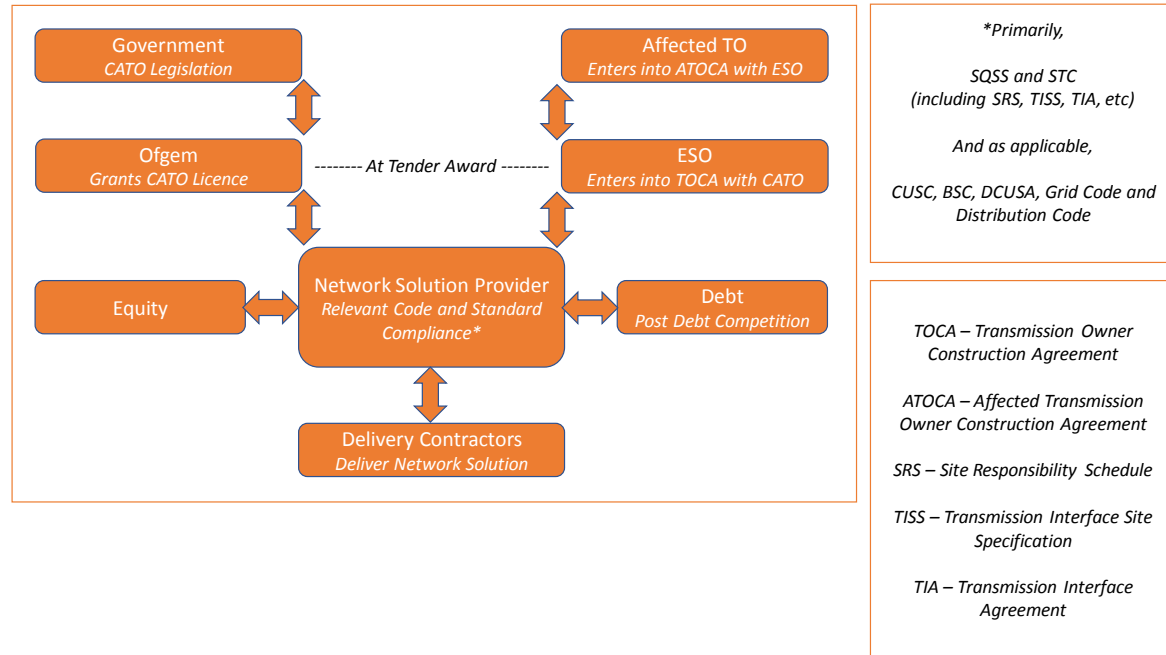 Government
CATO Legislation
Affected TO
Enters into ATOCA with ESO
Ofgem
Grants CATO Licence
-------- At Tender Award --------
ESO
Enters into TOCA with CATO
Network Solution Provider
Relevant Code and Standard
Compliance*
Equity
Debt
Post Debt Competition
Delivery Contractors
Deliver Network Solution
*Primarily,
SQSS and STC
(including SRS, TISS, TIA, etc)
And as applicable,
CUSC, BSC, DCUSA, Grid Code and
Distribution Code
TOCA – Transmission Owner
Construction Agreement
ATOCA – Affected Transmission
Owner Construction Agreement
SRS – Site Responsibility Schedule
TISS – Transmission Interface Site
Specification
TIA – Transmission Interface
Agreement